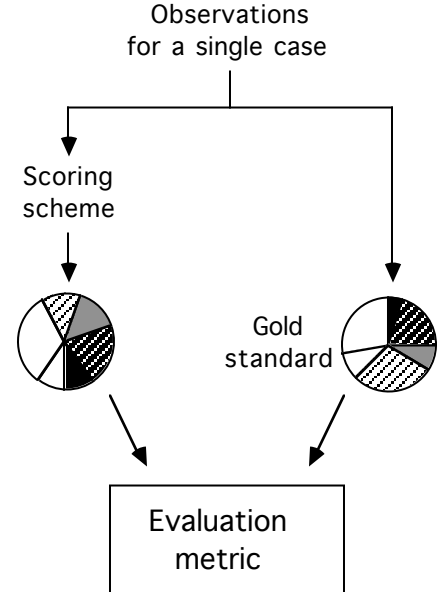 Observations
for a single case
Scoring
scheme
Gold
standard
Evaluation
metric